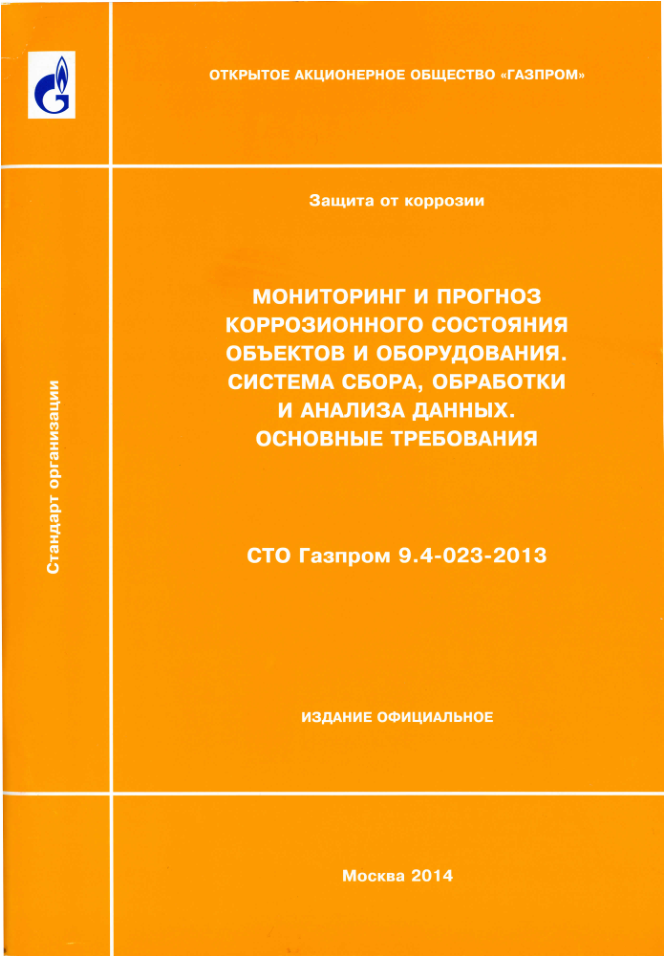 ОТКРЫТОЕ АКЦИОНЕРНОЕ ОБЩЕСТВО «ГАЗПРОМ»
Защита от коррозии
МОНИТОРИНГ И ПРОГНОЗ
КОРРОЗИОННОГО СОСТОЯНИЯ
ОБЪЕКТОВ И ОБОРУДОВАНИЯ.
СИСТЕМА СБОРА, ОБРАБОТКИ
И АНАЛИЗА ДАННЫХ.
ОСНОВНЫЕ ТРЕБОВАНИЯ
Стандарт организации
СТО Газпром 9.4-023-2013
ИЗДАНИЕ ОФИЦИАЛЬНОЕ
Москва 2014